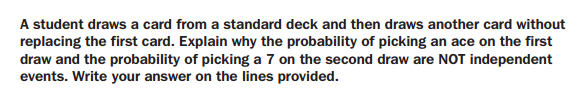 A student draws a card from a standard deck and then draws another card without
replacing the first card. Explain why the probability of picking an ace on the first
draw and the probability of picking a 7 on the second draw are NOT independent
events. Write your answer on the lines provided.